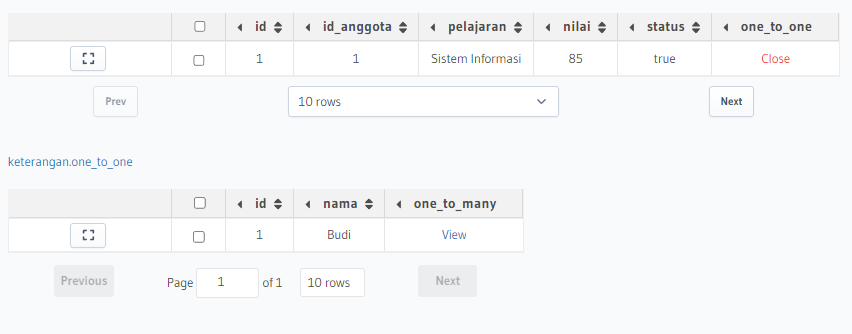 id id_anggota pelajaran nilai status one_to_one
1 1 Sistem Informasi 85 true Close
Prev 10 rows Next
keterangan.one_to_one
id nama one_to_many
1 Budi View
Previous Page 1 of 1 10 rows Next